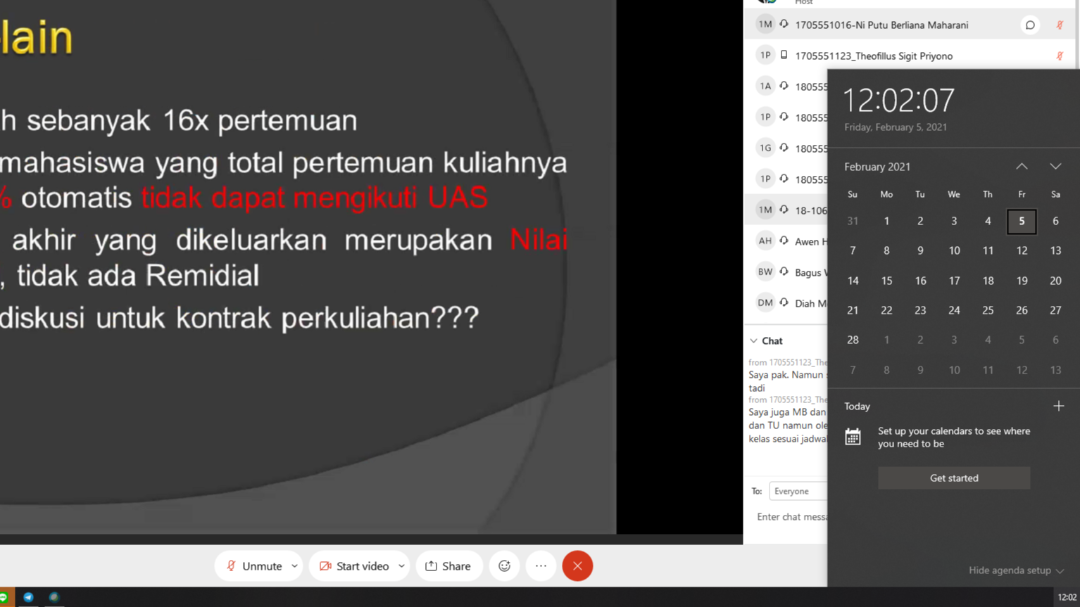 lain
h sebanyak 16x pertemuan
mahasiswa yang total pertemuan kuliahnya
% otomatis tidak dapat mengikuti UAS
akhir yang dikeluarkan merupakan Nilai
, tidak ada Remidial
diskusi untuk kontrak perkuliahan???
Host
1M 1705551016-Ni Putu Berliana Maharani
1P 1705551123_Theofillus Sigit Priyono
1A 180555
1P 180555
1G 180555
1P 180555
1M 18-106
AH Awen H
BW Bagus W
DM Diah M
Chat
from 1705551123_The
Saya pak. Namun s
tadi
from 1705551123_The
Saya juga MB dan
dan TU namun ole
kelas sesuai jadwa
To: Everyone
Enter chat messa
12:02:07
Friday, February 5, 2021
February 2021
Su Mo Tu We Th Fr Sa
31 1 2 3 4 5 6
7 8 9 10 11 12 13
14 15 16 17 18 19 20
21 22 23 24 25 26 27
28 1 2 3 4 5 6
7 8 9 10 11 12 13
Today
Set up your calendars to see where
you need to be
Get started
Hide agenda setup
Unmute Start video Share
12:02